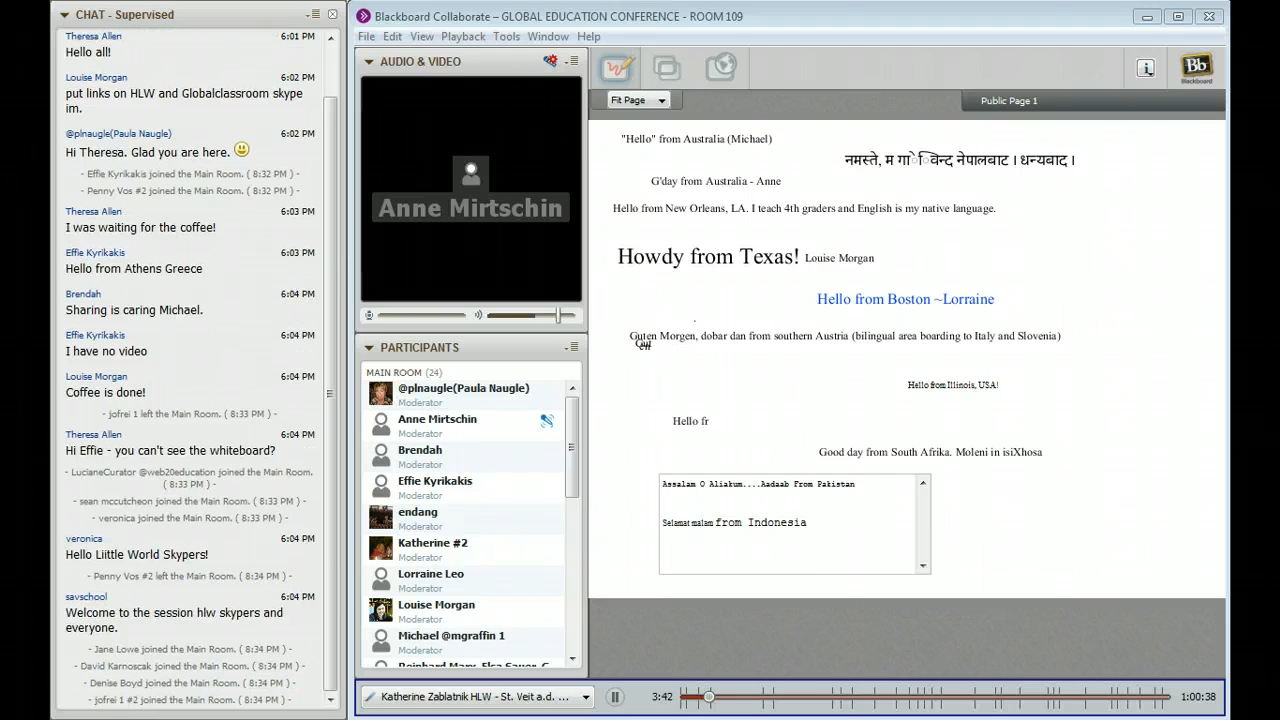 CHAT - Supervised
Theresa Allen 6:01 PM
Hello all!
Louise Morgan 6:02 PM
put links on HLW and Globalclassroom skype
im.
@plnaugle(Paula Naugle) 6:02 PM
Hi Theresa. Glad you are here.
- Effie Kyrikakis joined the Main Room. ( 8:32 PM ) -
- Penny Vos #2 joined the Main Room. ( 8:32 PM ) -
Theresa Allen 6:03 PM
I was waiting for the coffee!
Effie Kyrikakis 6:03 PM
Hello from Athens Greece
Brendah 6:04 PM
Sharing is caring Michael.
Effie Kyrikakis 6:04 PM
I have no video
Louise Morgan 6:04 PM
Coffee is done!
- jofrei 1 left the Main Room. ( 8:33 PM ) -
Theresa Allen 6:04 PM
Hi Effie - you can't see the whiteboard?
- LucianeCurator @web20education joined the Main Room.
( 8:33 PM ) -
- sean mccutcheon joined the Main Room. ( 8:33 PM ) -
- veronica joined the Main Room. ( 8:33 PM ) -
veronica 6:04 PM
Hello Liittle World Skypers!
- Penny Vos #2 left the Main Room. ( 8:34 PM ) -
savschool 6:04 PM
Welcome to the session hlw skypers and
everyone.
- Jane Lowe joined the Main Room. ( 8:34 PM ) -
- David Karnoscak joined the Main Room. ( 8:34 PM ) -
- Denise Boyd joined the Main Room. ( 8:34 PM ) -
- jofrei 1 #2 joined the Main Room. ( 8:34 PM ) -
Blackboard Collaborate – GLOBAL EDUCATION CONFERENCE - ROOM 109
File Edit View Playback Tools Window Help
AUDIO & VIDEO
Anne Mirtschin
PARTICIPANTS
MAIN ROOM (24)
@plnaugle(Paula Naugle)
Moderator
Anne Mirtschin
Moderator
Brendah
Moderator
Effie Kyrikakis
Moderator
endang
Moderator
Katherine #2
Moderator
Lorraine Leo
Moderator
Louise Morgan
Moderator
Michael @mgraffin 1
Moderator
Bb
Blackboard
Fit Page
Public Page 1
"Hello" from Australia (Michael)
नमस्ते, म गाेिवन्द नेपालबाट । धन्यबाद ।
G'day from Australia - Anne
Hello from New Orleans, LA. I teach 4th graders and English is my native language.
Howdy from Texas! Louise Morgan
Hello from Boston ~Lorraine
Guten Morgen, dobar dan from southern Austria (bilingual area boarding to Italy and Slovenia)
Hello from Illinois, USA!
Hello fr
Good day from South Afrika. Moleni in isiXhosa
Assalam O Aliakum....Aadaab From Pakistan
Selamat malam from Indonesia
Katherine Zablatnik HLW - St. Veit a.d. ...
3:42
1:00:38